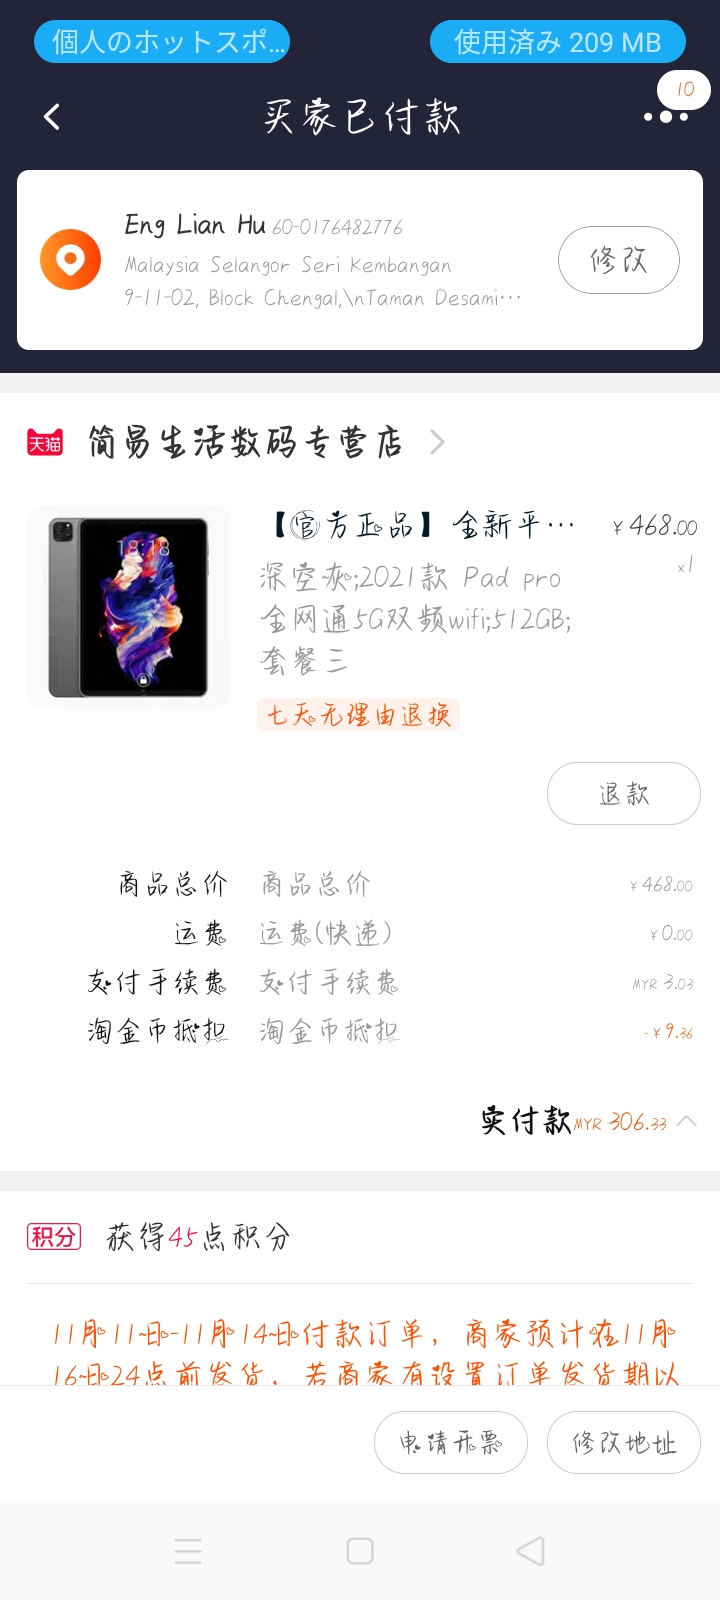 個人のホットスポ…
使用済み 209 MB
10
买家已付款
Eng Lian Hu 60-0176482776
Malaysia Selangor Seri Kembangan
9-11-02, Block Chengal,\nTaman Desami…
修改
天猫 简易生活数码专营店
【官方正品】全新平… ¥468.00
深空灰;2021款 Pad pro ×1
全网通5G双频wifi;512GB;
套餐三
18:18
七天无理由退换
退款
商品总价 商品总价 ¥468.00
运费 运费(快递) ¥0.00
支付手续费 支付手续费 MYR 3.03
淘金币抵扣 淘金币抵扣 -¥9.36
实付款MYR 306.33
积分 获得45点积分
11月11日-11月14日付款订单，商家预计在11月
16日24点前发货，若商家有设置订单发货期以
申请开票
修改地址